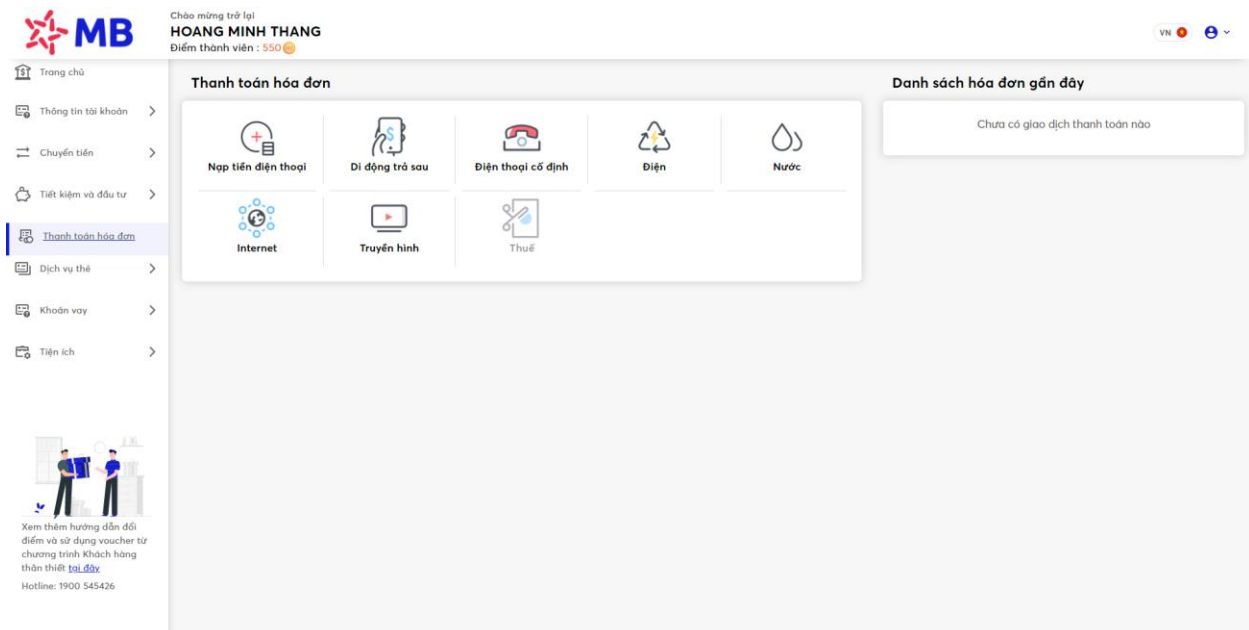 MB
Chào mừng trở lại
HOANG MINH THANG
Điểm thành viên : 550
VN
Trang chủ
Thông tin tài khoản
Chuyển tiền
Tiết kiệm và đầu tư
Thanh toán hóa đơn
Dịch vụ thẻ
Khoản vay
Tiện ích
Xem thêm hướng dẫn đổi
điểm và sử dụng voucher từ
chương trình Khách hàng
thân thiết tại đây
Hotline: 1900 545426
Thanh toán hóa đơn
Nạp tiền điện thoại
Di động trả sau
Điện thoại cố định
Điện
Nước
Internet
Truyền hình
Thuế
Danh sách hóa đơn gần đây
Chưa có giao dịch thanh toán nào